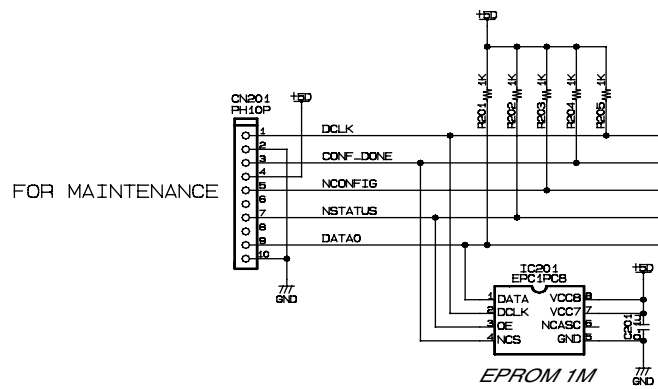 +5D
1K 1K 1K 1K 1K
R201 R202 R203 R204 R205
CN201
PH10P
+5D
FOR MAINTENANCE
1 DCLK
2
3 CONF_DONE
4
5 NCONFIG
6
7 NSTATUS
8
9 DATA0
10
GND
IC201
EPC1PC8
+5D
1 DATA VCC8 8
2 DCLK VCC7 7
3 OE NCASC 6
4 NCS GND 5
C201
0.1U
GND
EPROM 1M